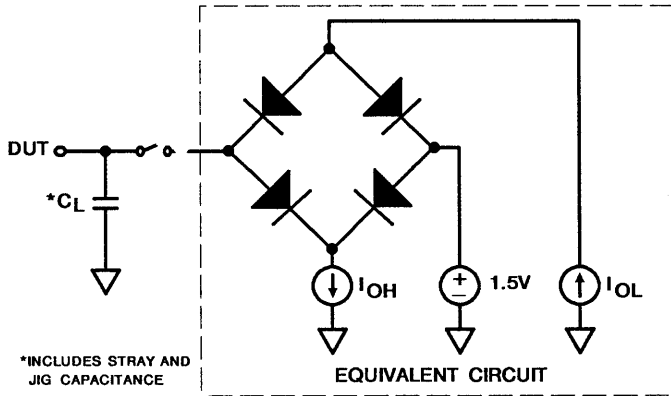 DUT
*CL
+
−
1.5V
IOH
IOL
*INCLUDES STRAY AND
JIG CAPACITANCE
EQUIVALENT CIRCUIT